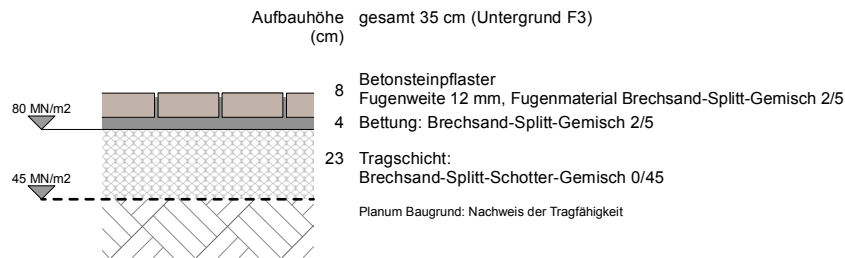 Aufbauhöhe gesamt 35 cm (Untergrund F3)
(cm)
8 Betonsteinpflaster
Fugenweite 12 mm, Fugenmaterial Brechsand-Splitt-Gemisch 2/5
80 MN/m2
4 Bettung: Brechsand-Splitt-Gemisch 2/5
23 Tragschicht:
Brechsand-Splitt-Schotter-Gemisch 0/45
45 MN/m2
Planum Baugrund: Nachweis der Tragfähigkeit